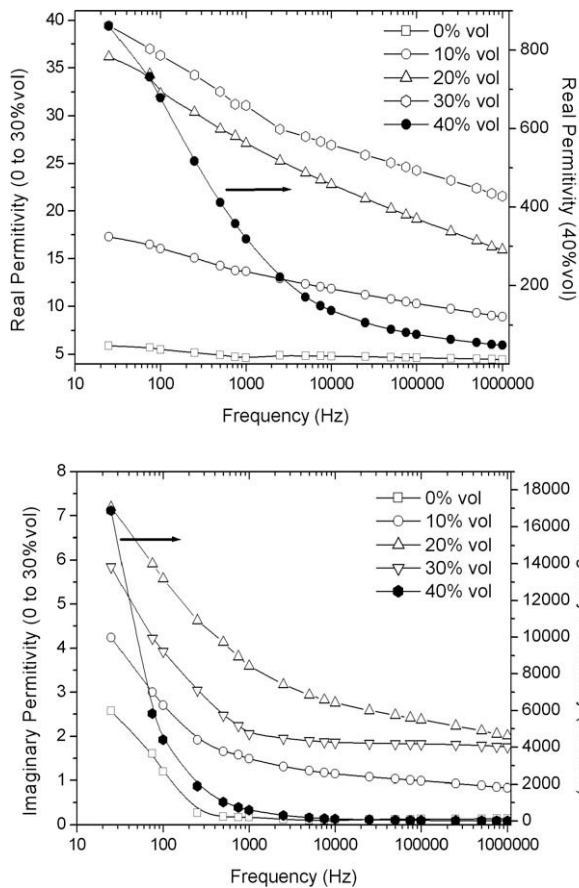 40
35
30
25
20
15
10
5
Real Permitivity (0 to 30%vol)
0% vol
10% vol
20% vol
30% vol
40% vol
800
600
400
200
Real Permitivity (40%vol)
10 100 1000 10000 100000 1000000
Frequency (Hz)
8
7
6
5
4
3
2
1
0
Imaginary Permitivity (0 to 30%vol)
0% vol
10% vol
20% vol
30% vol
40% vol
18000
16000
14000
12000
10000
8000
6000
4000
2000
0
10 100 1000 10000 100000 1000000
Frequency (Hz)